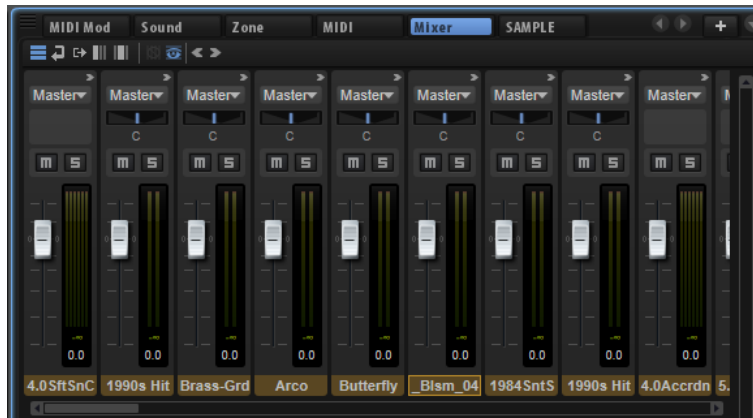 MIDI Mod Sound Zone MIDI Mixer SAMPLE +
Master Master Master Master Master Master Master Master Master
C C C C C C C
m S m S m S m S m S m S m S m S m S
0.0 0.0 0.0 0.0 0.0 0.0 0.0 0.0 0.0
4.0SftSnC 1990s Hit Brass-Grd Arco Butterfly _Blsm_04 1984SntS 1990s Hit 4.0Accrdn 5.